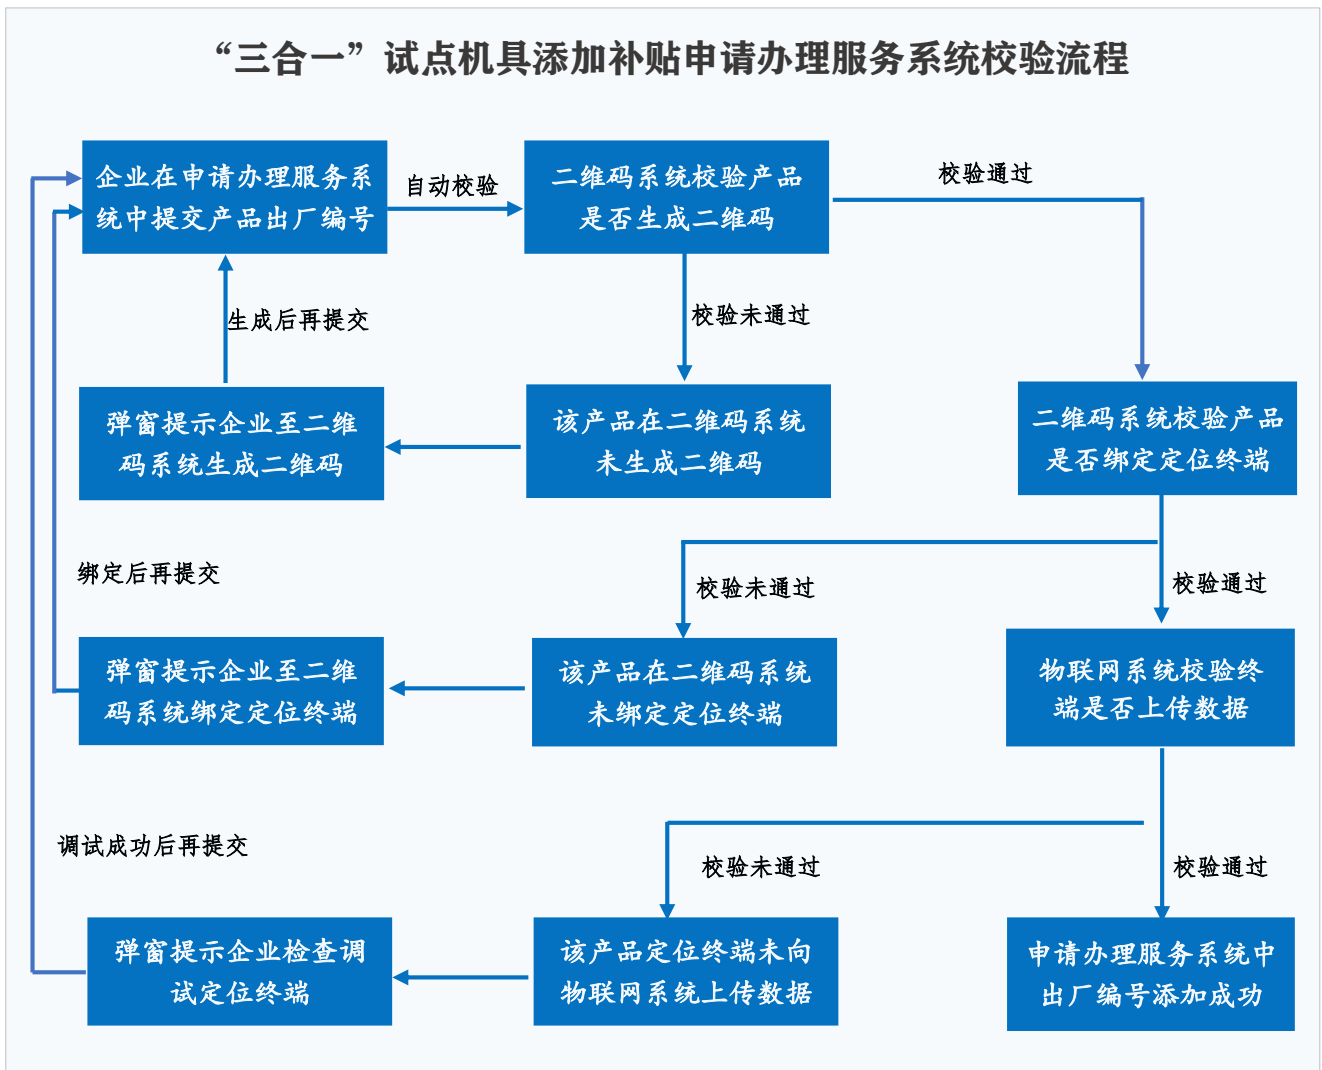 “三合一”试点机具添加补贴申请办理服务系统校验流程
企业在申请办理服务系
统中提交产品出厂编号
自动校验
二维码系统校验产品
是否生成二维码
校验通过
生成后再提交
校验未通过
弹窗提示企业至二维
码系统生成二维码
该产品在二维码系统
未生成二维码
二维码系统校验产品
是否绑定定位终端
绑定后再提交
校验未通过
校验通过
弹窗提示企业至二维
码系统绑定定位终端
该产品在二维码系统
未绑定定位终端
物联网系统校验终
端是否上传数据
调试成功后再提交
校验未通过
校验通过
弹窗提示企业检查调
试定位终端
该产品定位终端未向
物联网系统上传数据
申请办理服务系统中
出厂编号添加成功